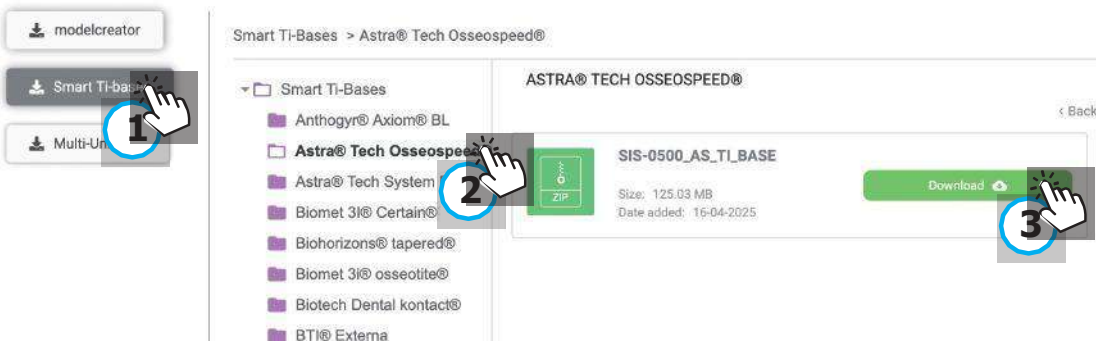 modelcreator
Smart Ti-Bases > Astra® Tech Osseospeed®
Smart Ti-bas
1
Multi-Un
Smart Ti-Bases
Anthogyr® Axiom® BL
Astra® Tech Osseospeed
Astra® Tech System
Biomet 3I® Certain®
Biohorizons® tapered®
Biomet 3i® osseotite®
Biotech Dental kontact®
BTI® Externa
2
ASTRA® TECH OSSEOSPEED®
< Back
ZIP
SIS-0500_AS_TI_BASE
Size: 125.03 MB
Date added: 16-04-2025
Download
3